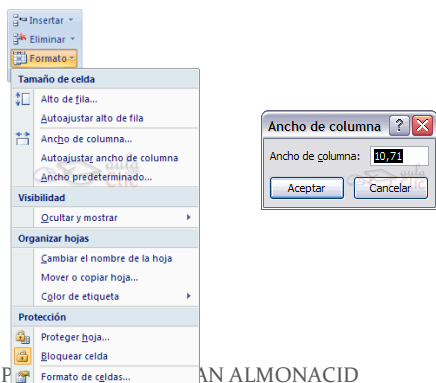 Insertar
Eliminar
Formato
Tamaño de celda
Alto de fila...
Autoajustar alto de fila
Ancho de columna...
Autoajustar ancho de columna
Ancho predeterminado...
Visibilidad
Ocultar y mostrar
Organizar hojas
Cambiar el nombre de la hoja
Mover o copiar hoja...
Color de etiqueta
Protección
Proteger hoja...
Bloquear celda
Formato de celdas...
Ancho de columna
Ancho de columna: 10,71
Aceptar Cancelar
aula
clic
ALMONACID